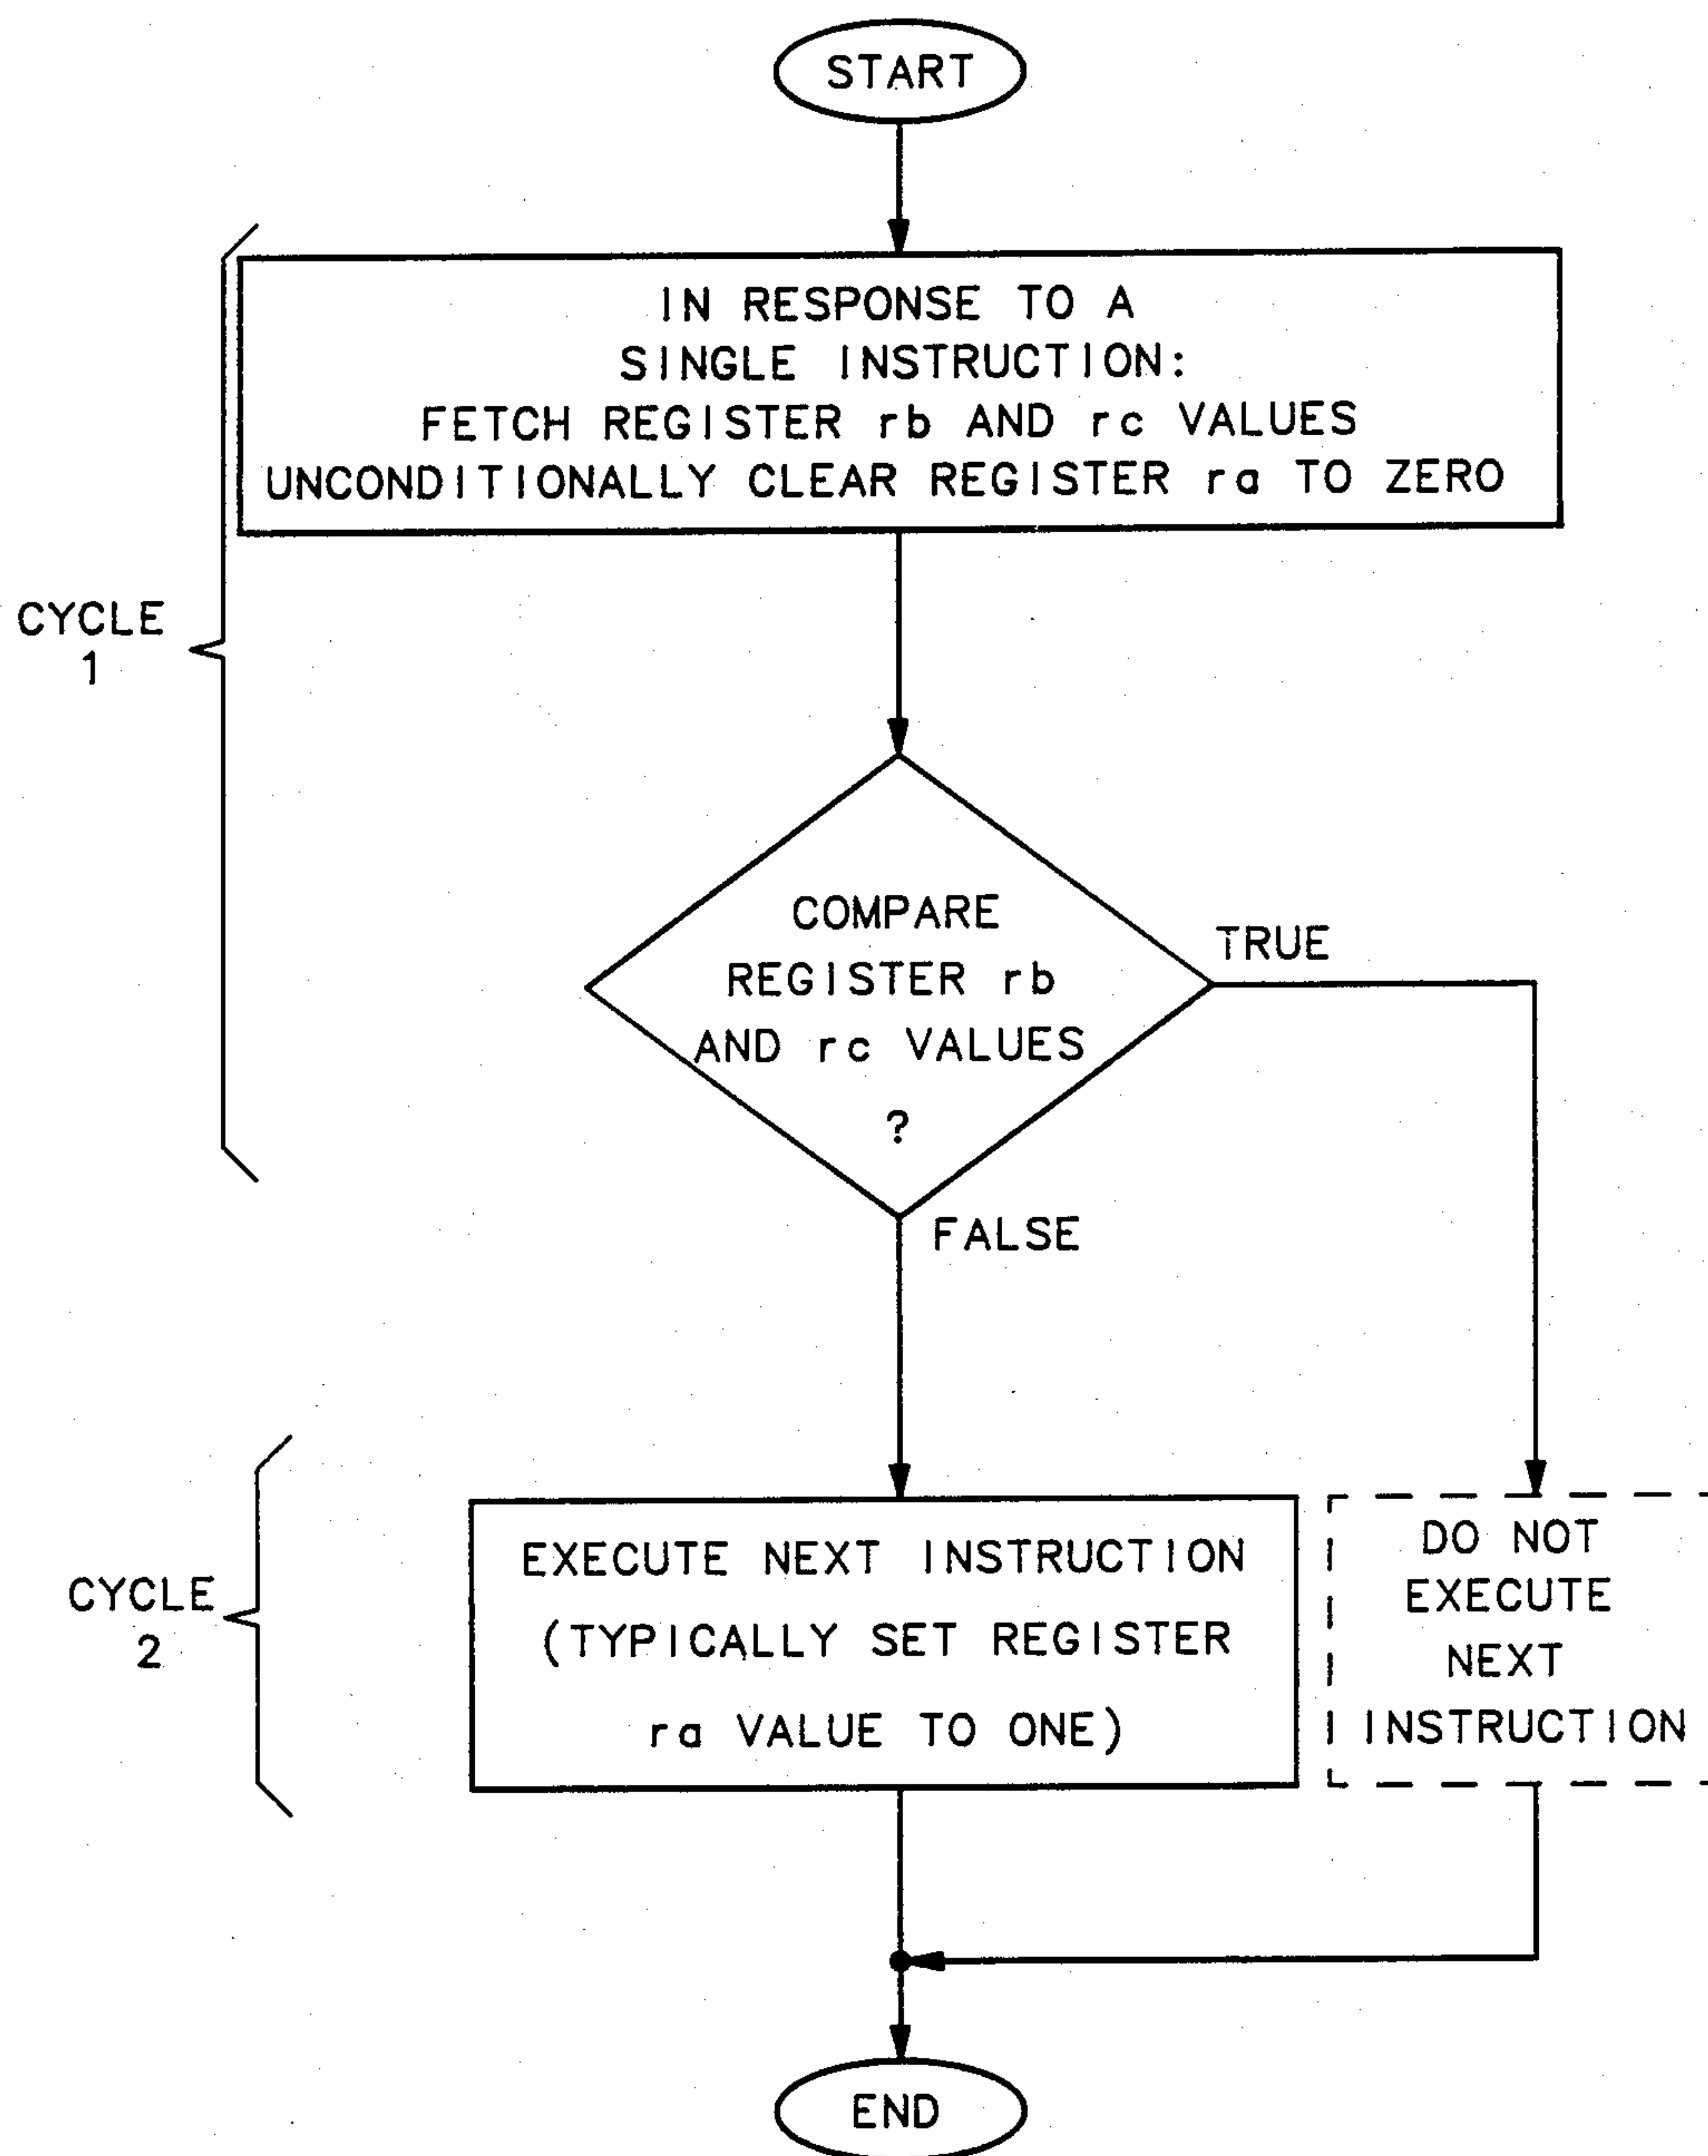 START
IN RESPONSE TO A
SINGLE INSTRUCTION:
FETCH REGISTER rb AND rc VALUES
UNCONDITIONALLY CLEAR REGISTER ra TO ZERO
CYCLE
1
COMPARE
REGISTER rb
AND rc VALUES
?
TRUE
FALSE
CYCLE
2
EXECUTE NEXT INSTRUCTION
(TYPICALLY SET REGISTER
ra VALUE TO ONE)
DO NOT
EXECUTE
NEXT
INSTRUCTION
END